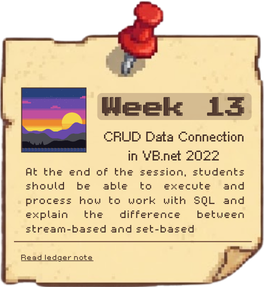 Week 13
CRUD Data Connection
in VB.net 2022
At the end of the session, students
should be able to execute and
process how to work with SQL and
explain the difference between
stream-based and set-based
Read ledger note